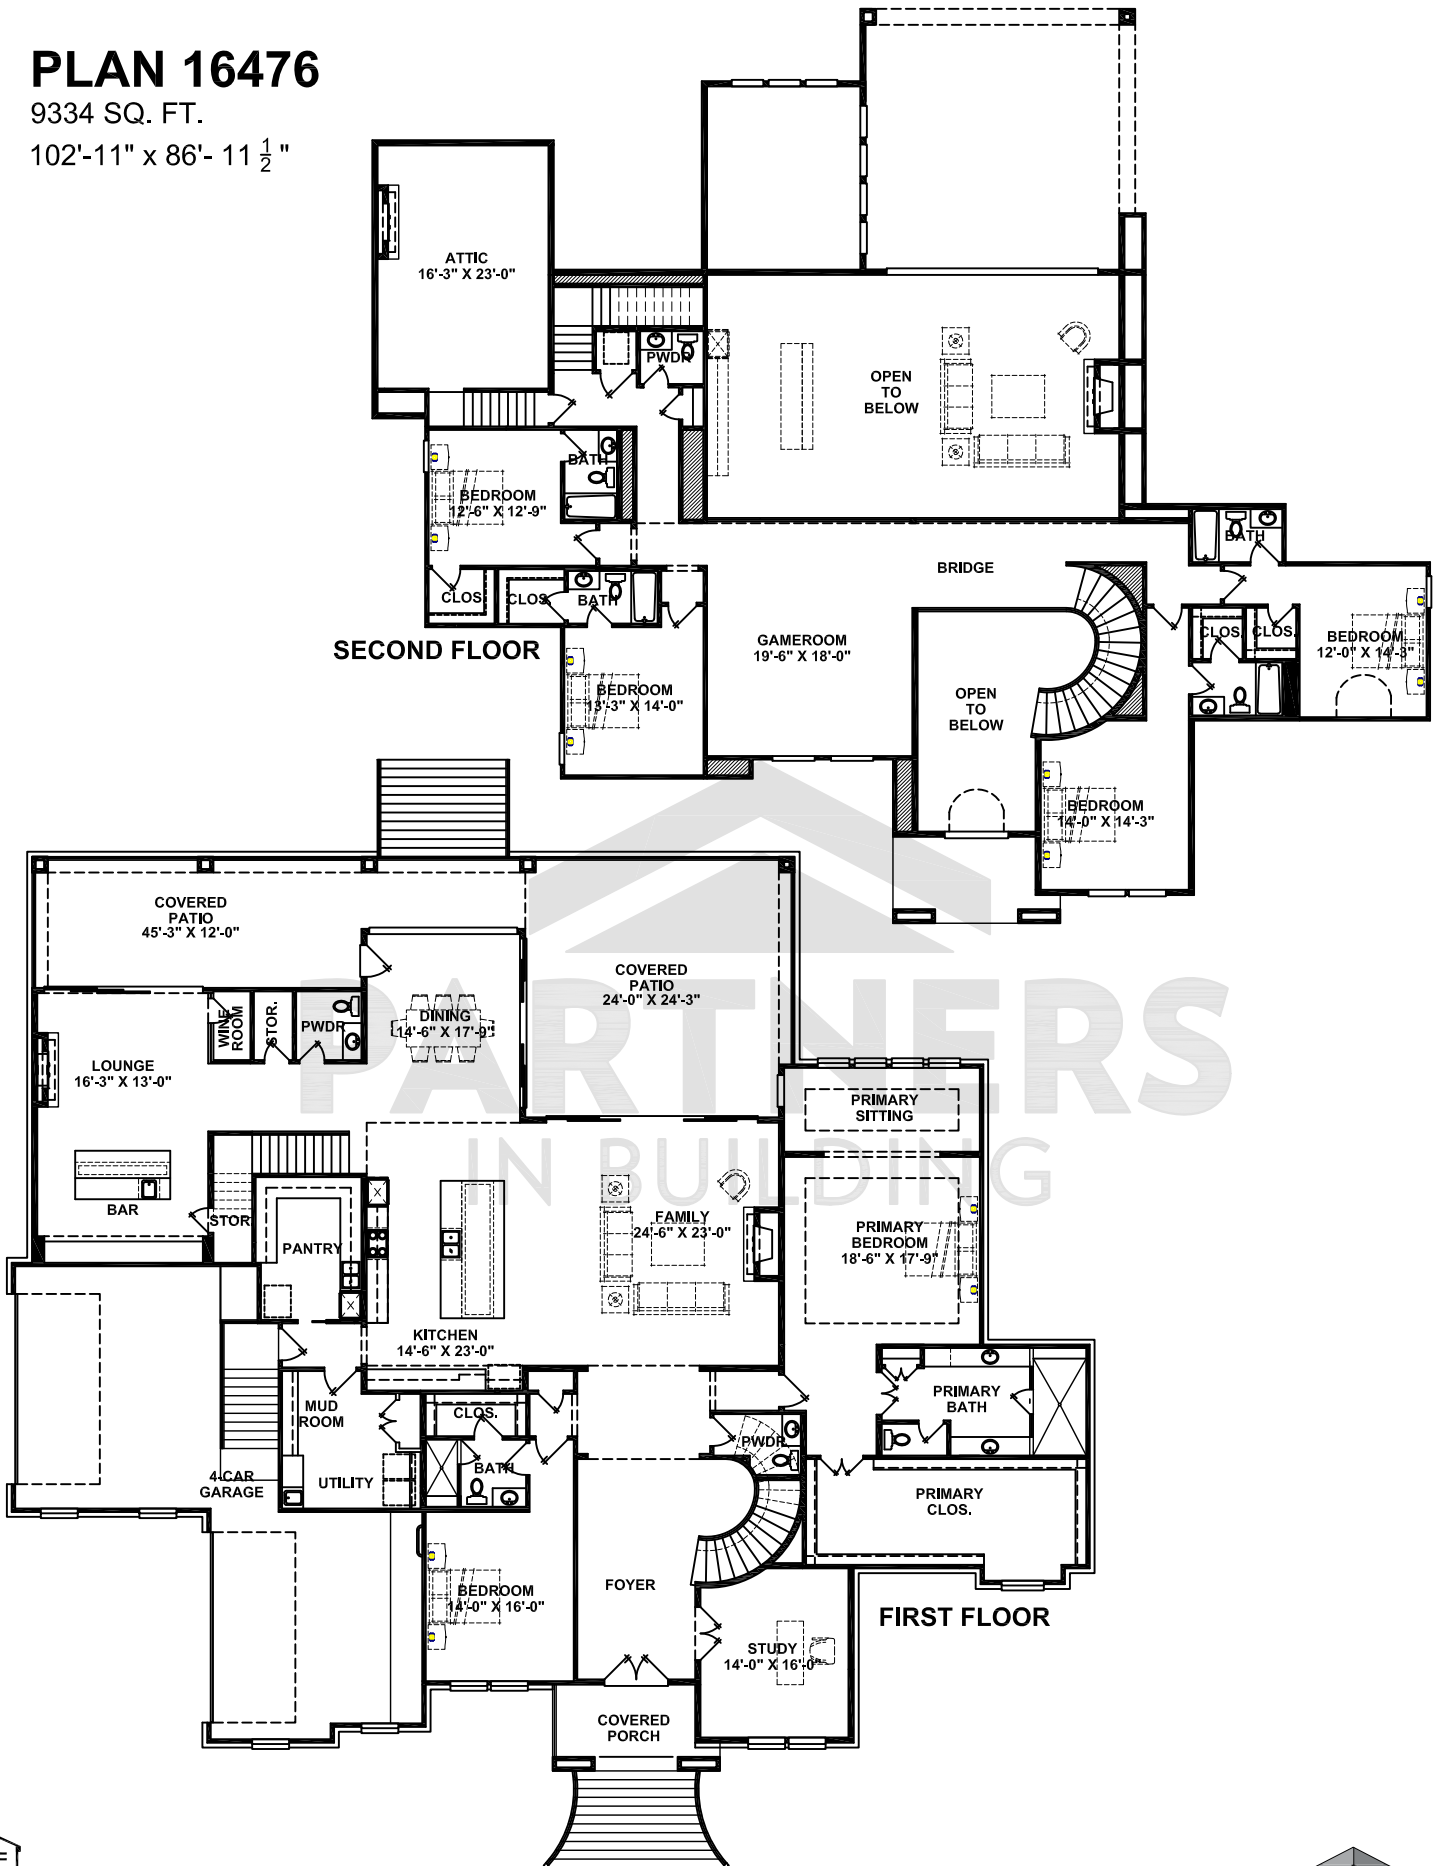 PLAN 16476
9334 SQ. FT.
102'-11" x 86'- 11 1/2 "
ATTIC
16'-3" X 23'-0"
PWDR
OPEN
TO
BELOW
BATH
BEDROOM
12'-6" X 12'-9"
CLOS.
CLOS.
BATH
BRIDGE
BATH
GAMEROOM
19'-6" X 18'-0"
CLOS.
CLOS.
BEDROOM
12'-0" X 14'-3"
SECOND FLOOR
BEDROOM
13'-3" X 14'-0"
OPEN
TO
BELOW
BEDROOM
14'-0" X 14'-3"
COVERED
PATIO
45'-3" X 12'-0"
COVERED
PATIO
24'-0" X 24'-3"
WINE
ROOM
STOR.
PWDR
DINING
14'-6" X 17'-9"
LOUNGE
16'-3" X 13'-0"
PARTNERS
IN BUILDING
PRIMARY
SITTING
BAR
STOR.
PANTRY
FAMILY
24'-6" X 23'-0"
PRIMARY
BEDROOM
18'-6" X 17'-9"
KITCHEN
14'-6" X 23'-0"
MUD
ROOM
CLOS.
PWDR
PRIMARY
BATH
4-CAR
GARAGE
UTILITY
BATH
PRIMARY
CLOS.
BEDROOM
14'-0" X 16'-0"
FOYER
FIRST FLOOR
STUDY
14'-0" X 16'-0"
COVERED
PORCH